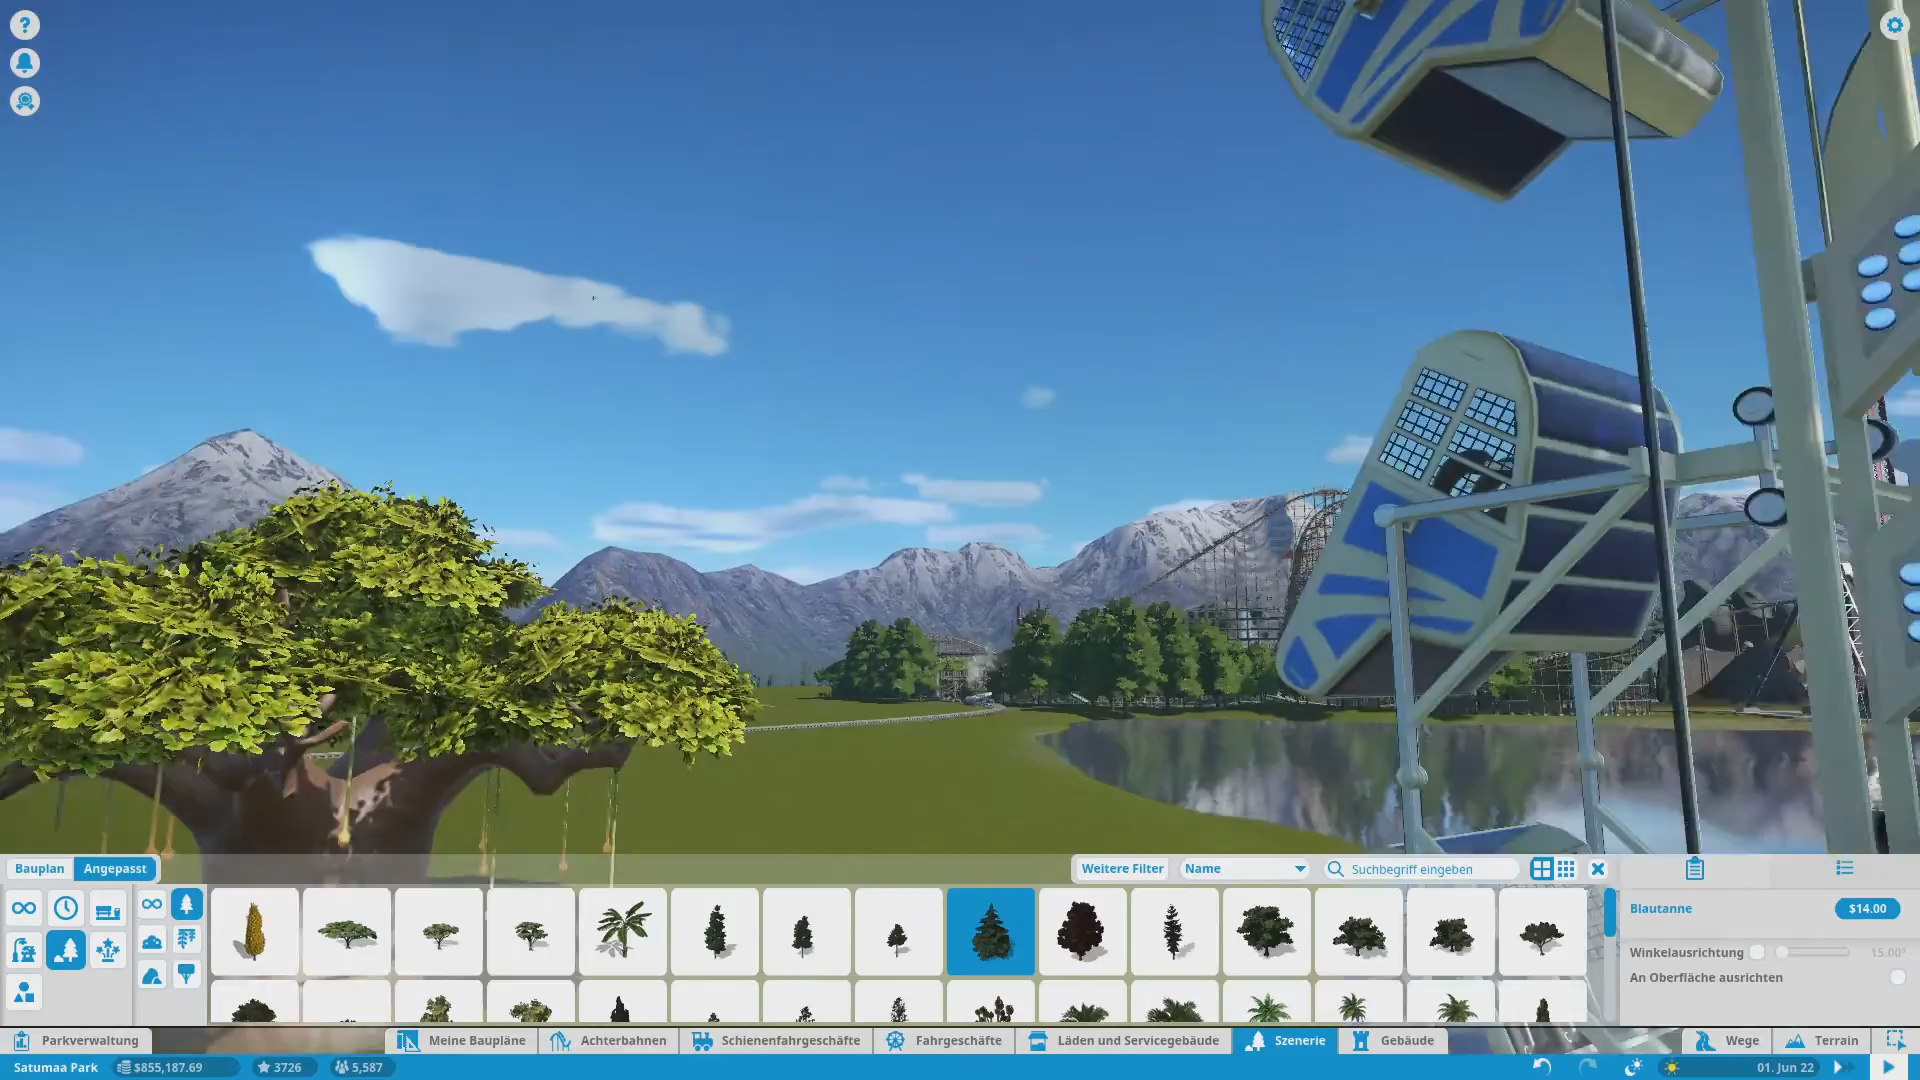 Bauplan Angepasst
Weitere Filter Name Suchbegriff eingeben
Blautanne $14.00
Winkelausrichtung 15.00°
An Oberfläche ausrichten
Parkverwaltung Meine Baupläne Achterbahnen Schienenfahrgeschäfte Fahrgeschäfte Läden und Servicegebäude Szenerie Gebäude Wege Terrain
Satumaa Park $855,187.69 3726 5,587 01. Jun 22